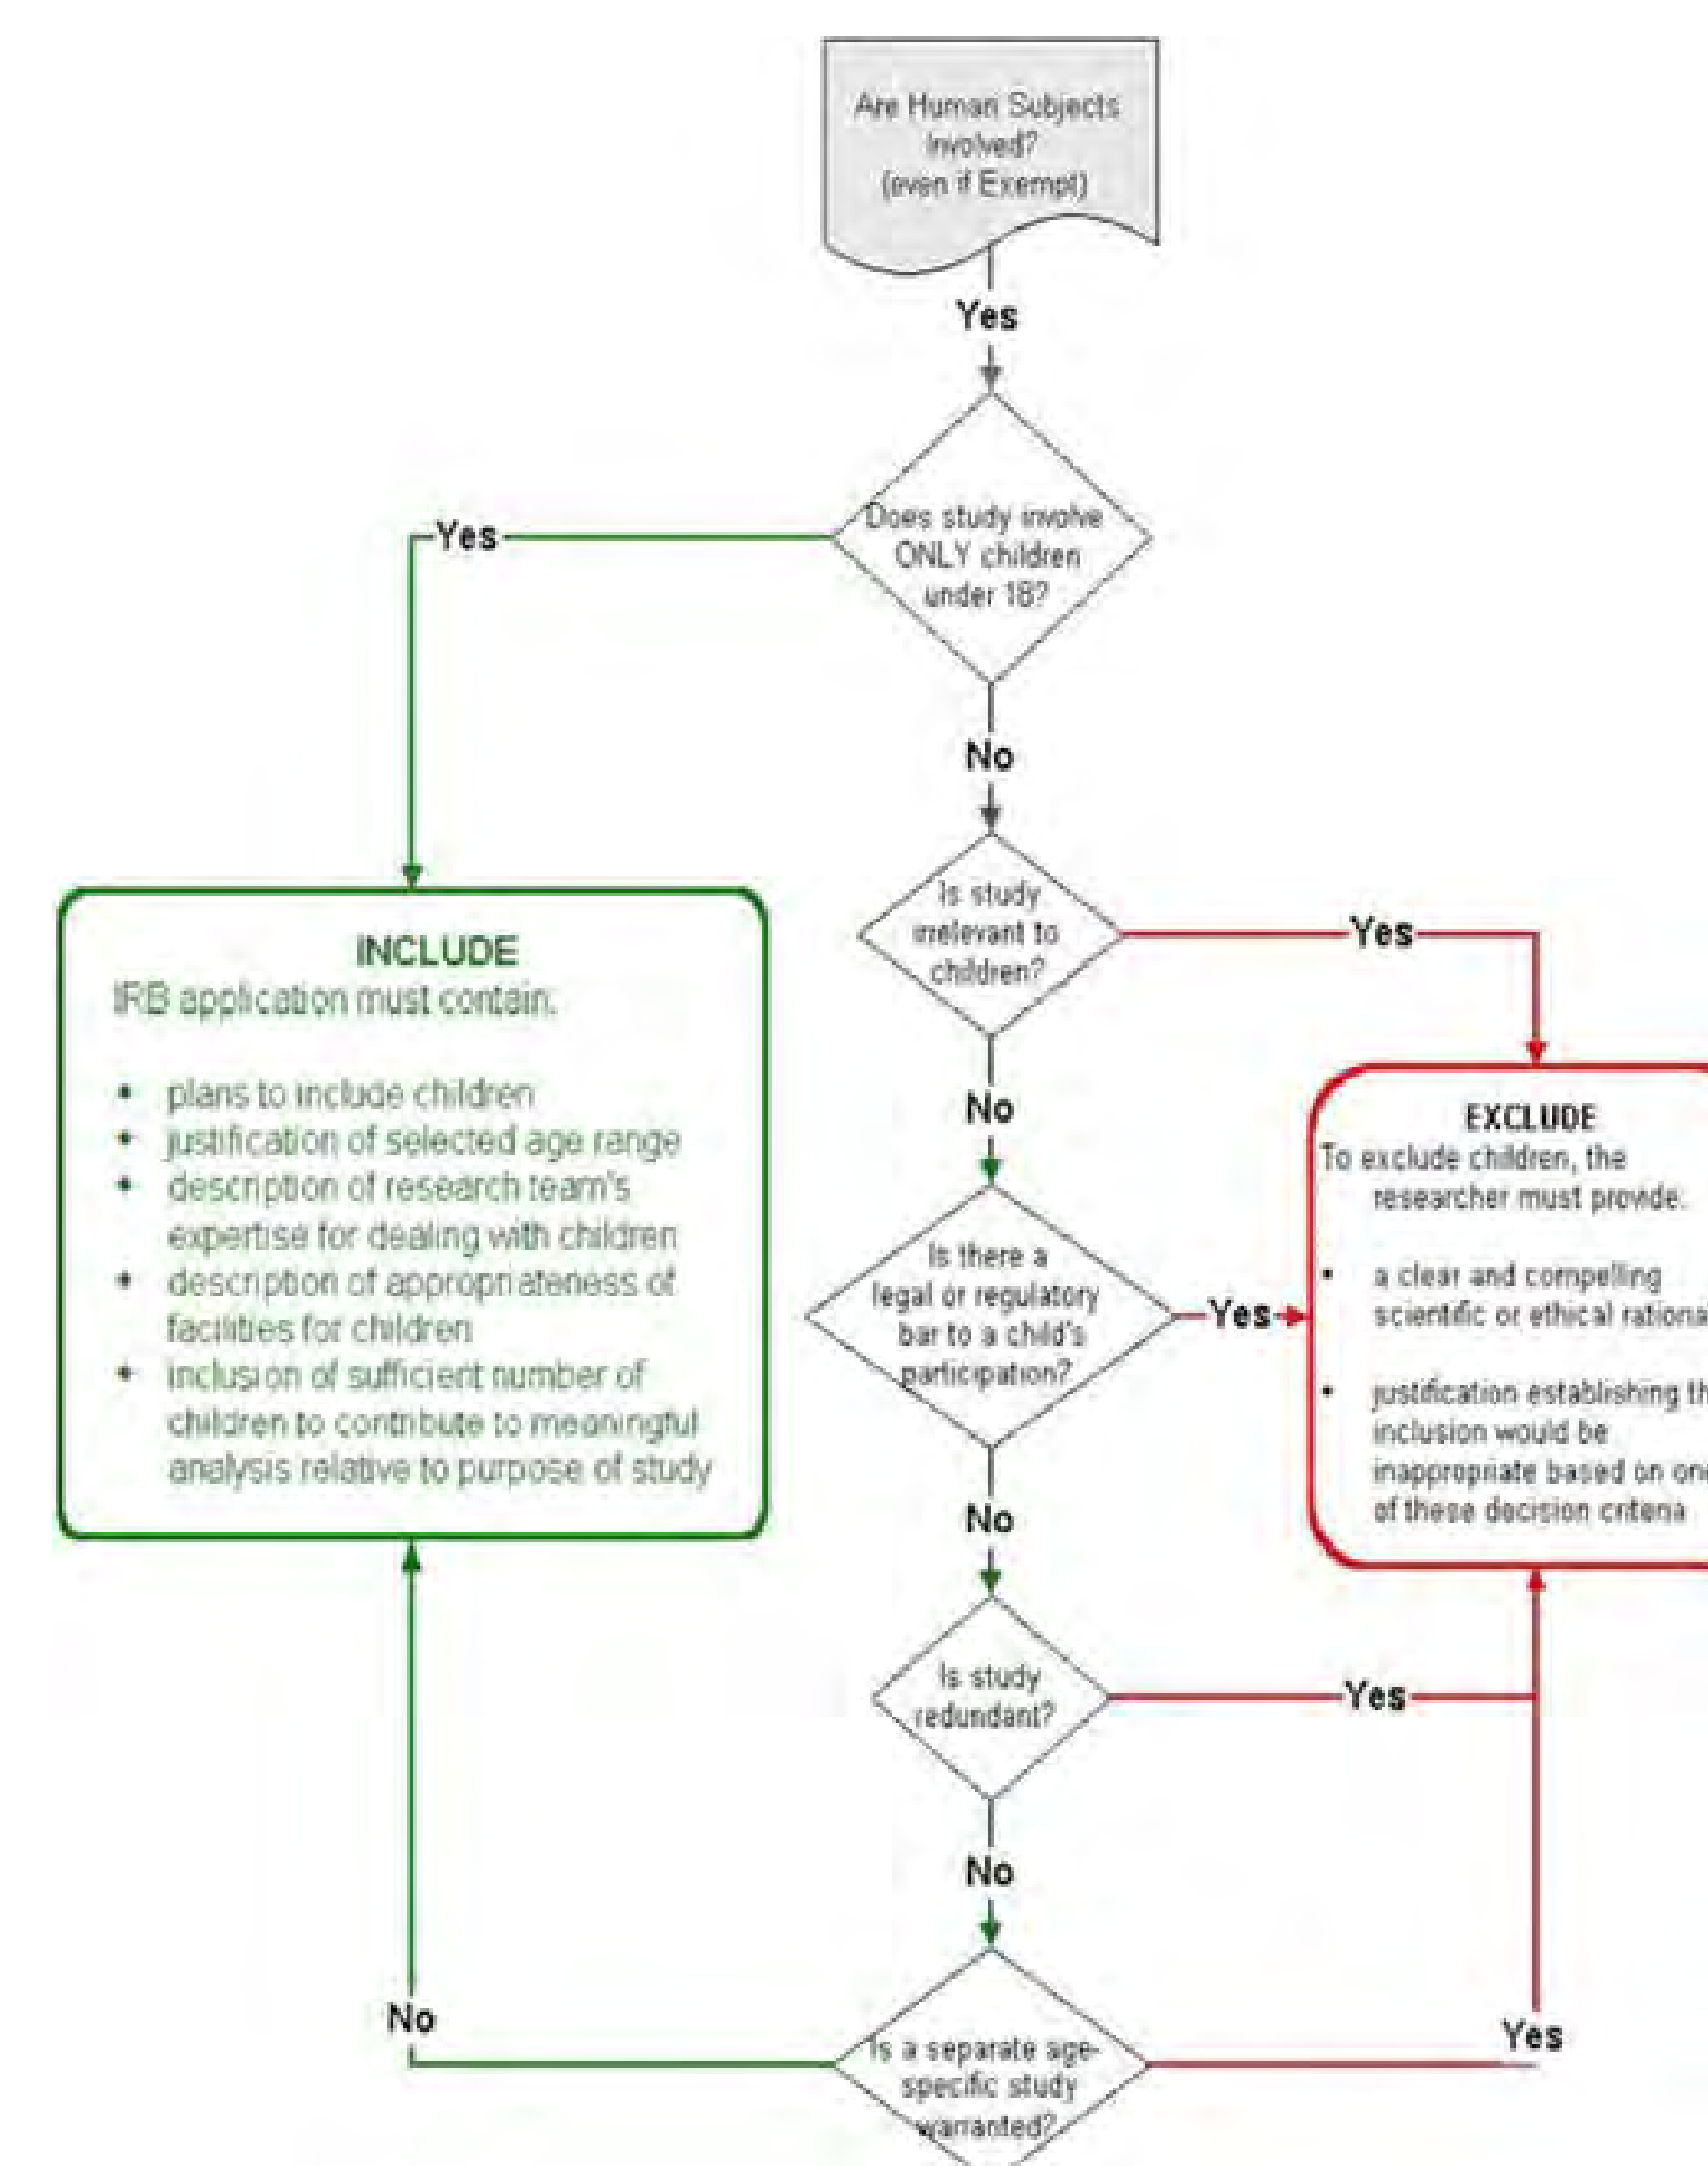 Are Human Subjects
Involved?
(even if Exempt)
Yes
Does study involve
ONLY children
under 18?
Yes
No
Is study
irrelevant to
children?
Yes
No
INCLUDE
IRB application must contain:
• plans to include children
• justification of selected age range
• description of research team's
expertise for dealing with children
• description of appropriateness of
facilities for children
• inclusion of sufficient number of
children to contribute to meaningful
analysis relative to purpose of study
Is there a
legal or regulatory
bar to a child's
participation?
Yes
No
EXCLUDE
To exclude children, the
researcher must provide:
• a clear and compelling
scientific or ethical
• justification establishing
inclusion would be
inappropriate based on
of these decision criteria
Is study
redundant?
Yes
No
Is a separate age-
specific study
warranted?
No
Yes